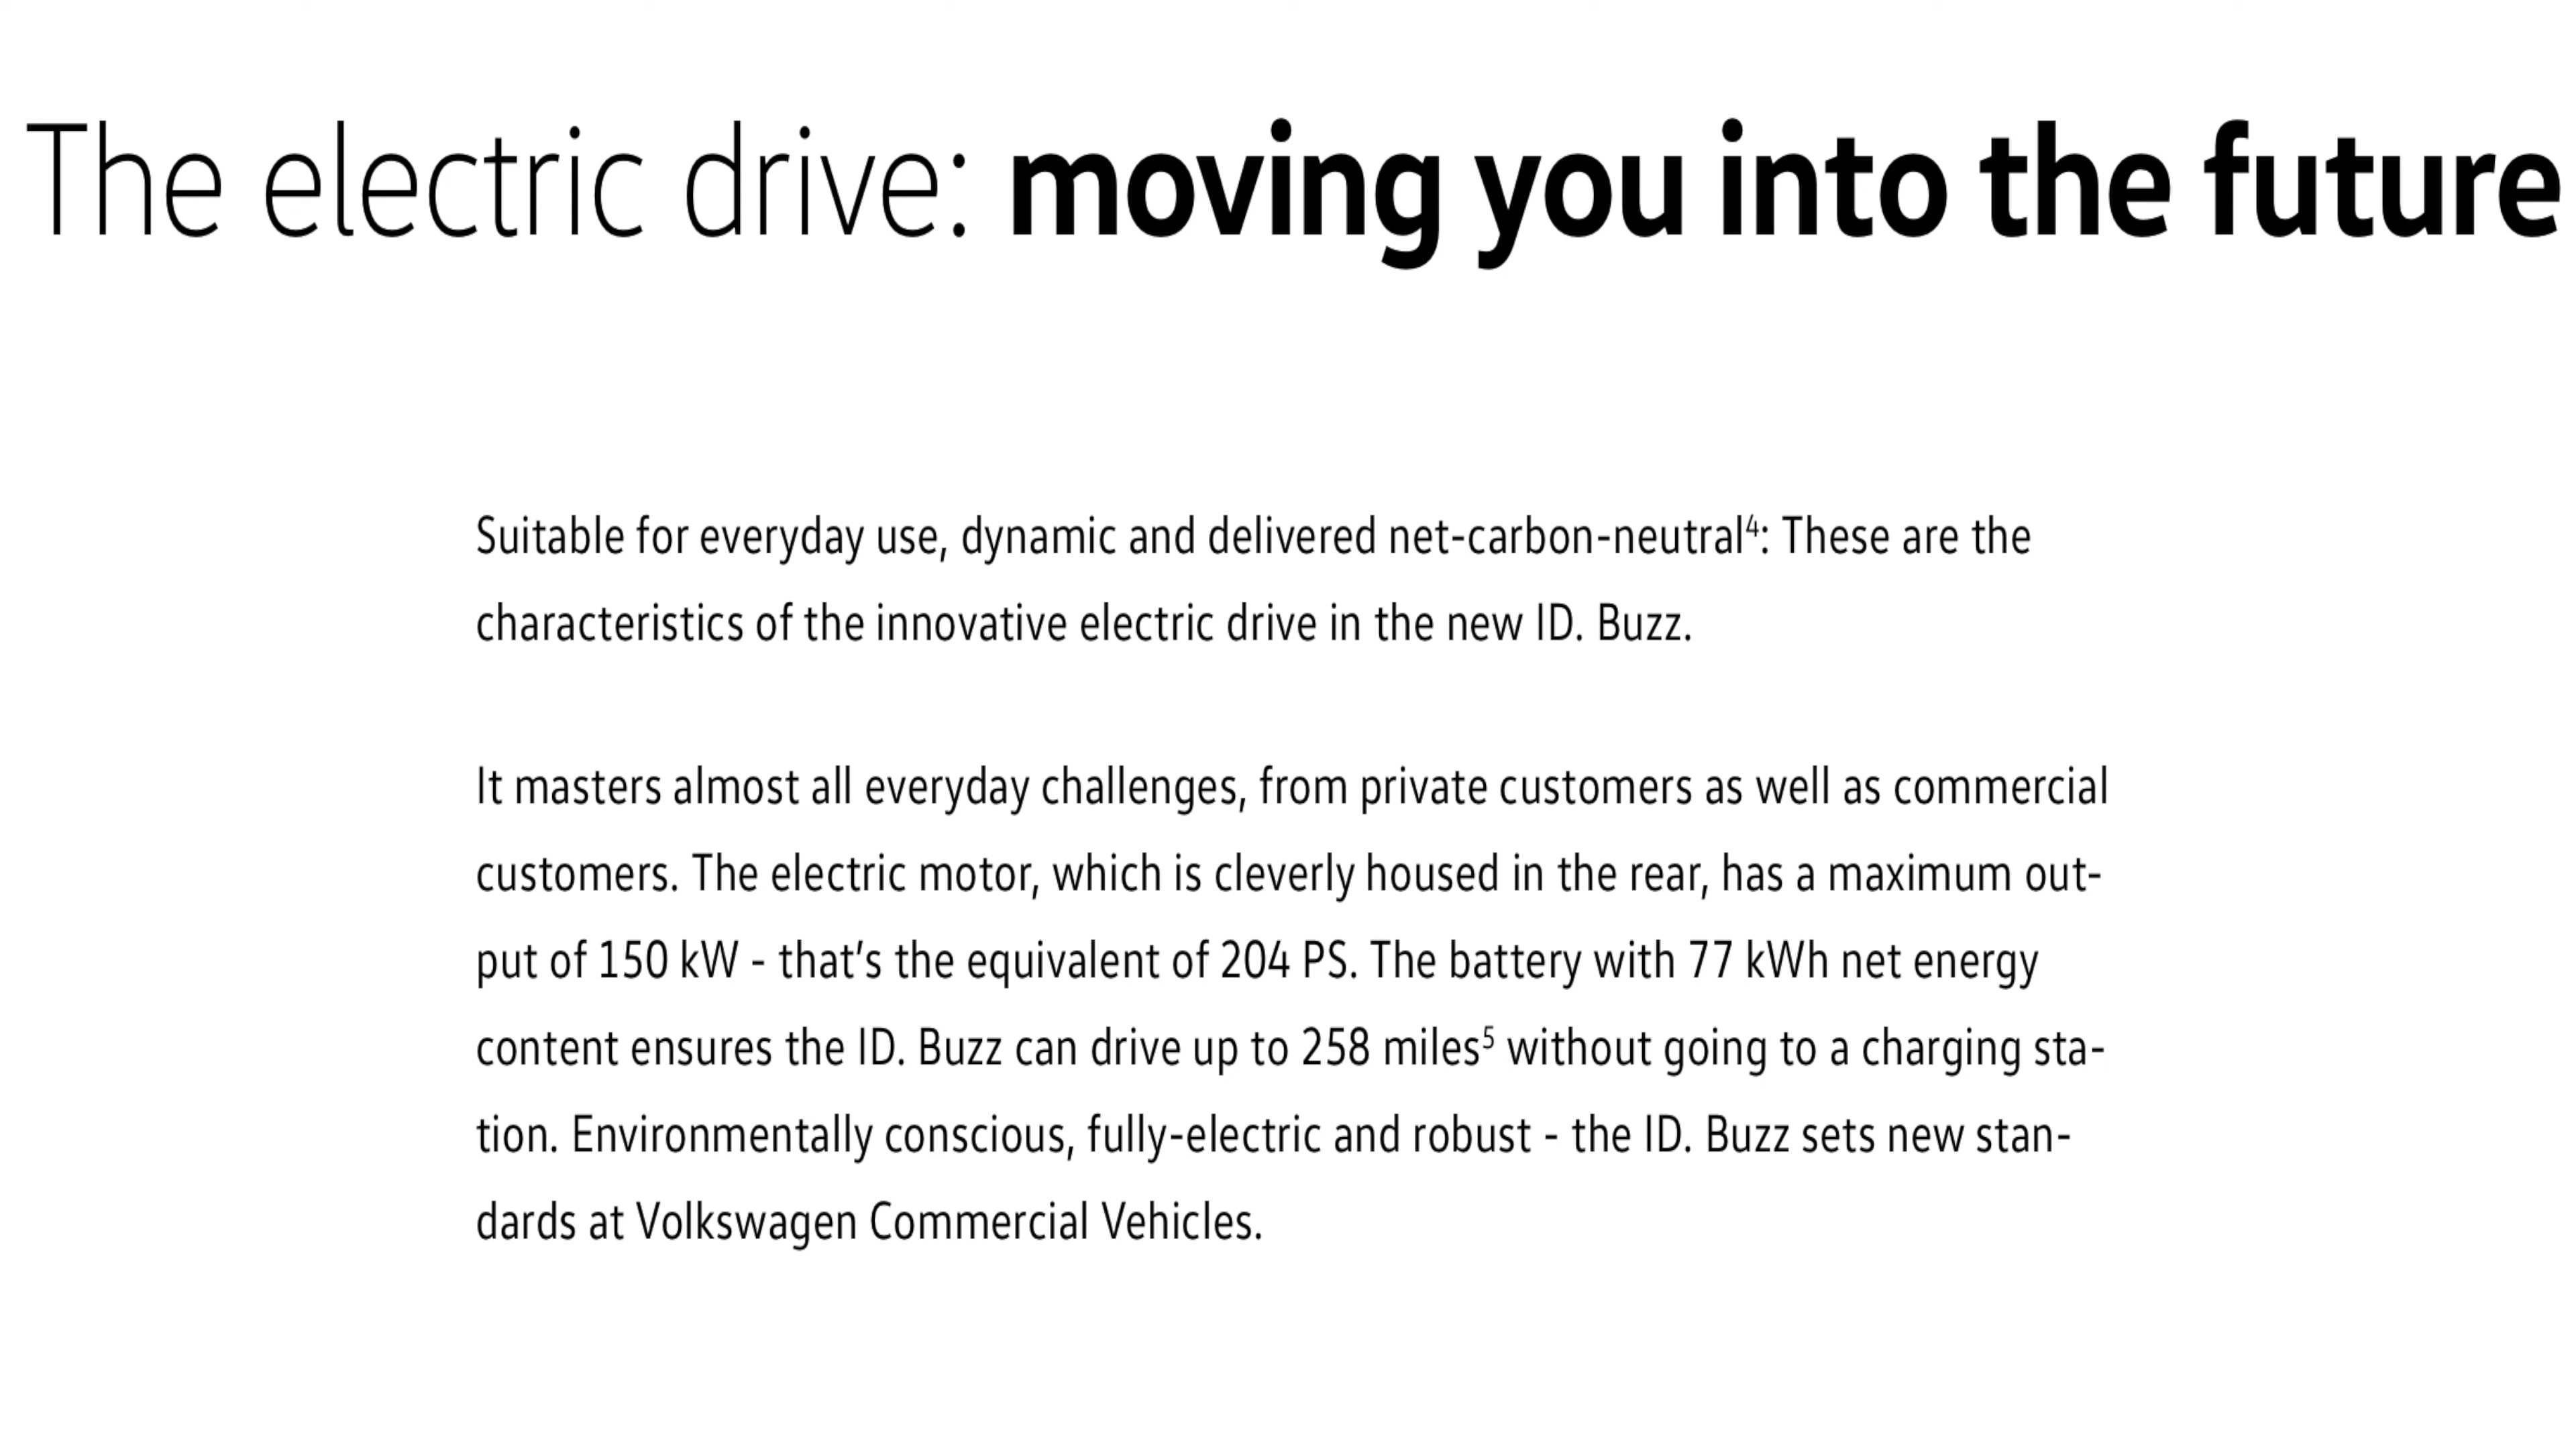 The electric drive: moving you into the future
Suitable for everyday use, dynamic and delivered net-carbon-neutral⁴: These are the
characteristics of the innovative electric drive in the new ID. Buzz.
It masters almost all everyday challenges, from private customers as well as commercial
customers. The electric motor, which is cleverly housed in the rear, has a maximum out-
put of 150 kW - that's the equivalent of 204 PS. The battery with 77 kWh net energy
content ensures the ID. Buzz can drive up to 258 miles⁵ without going to a charging sta-
tion. Environmentally conscious, fully-electric and robust - the ID. Buzz sets new stan-
dards at Volkswagen Commercial Vehicles.